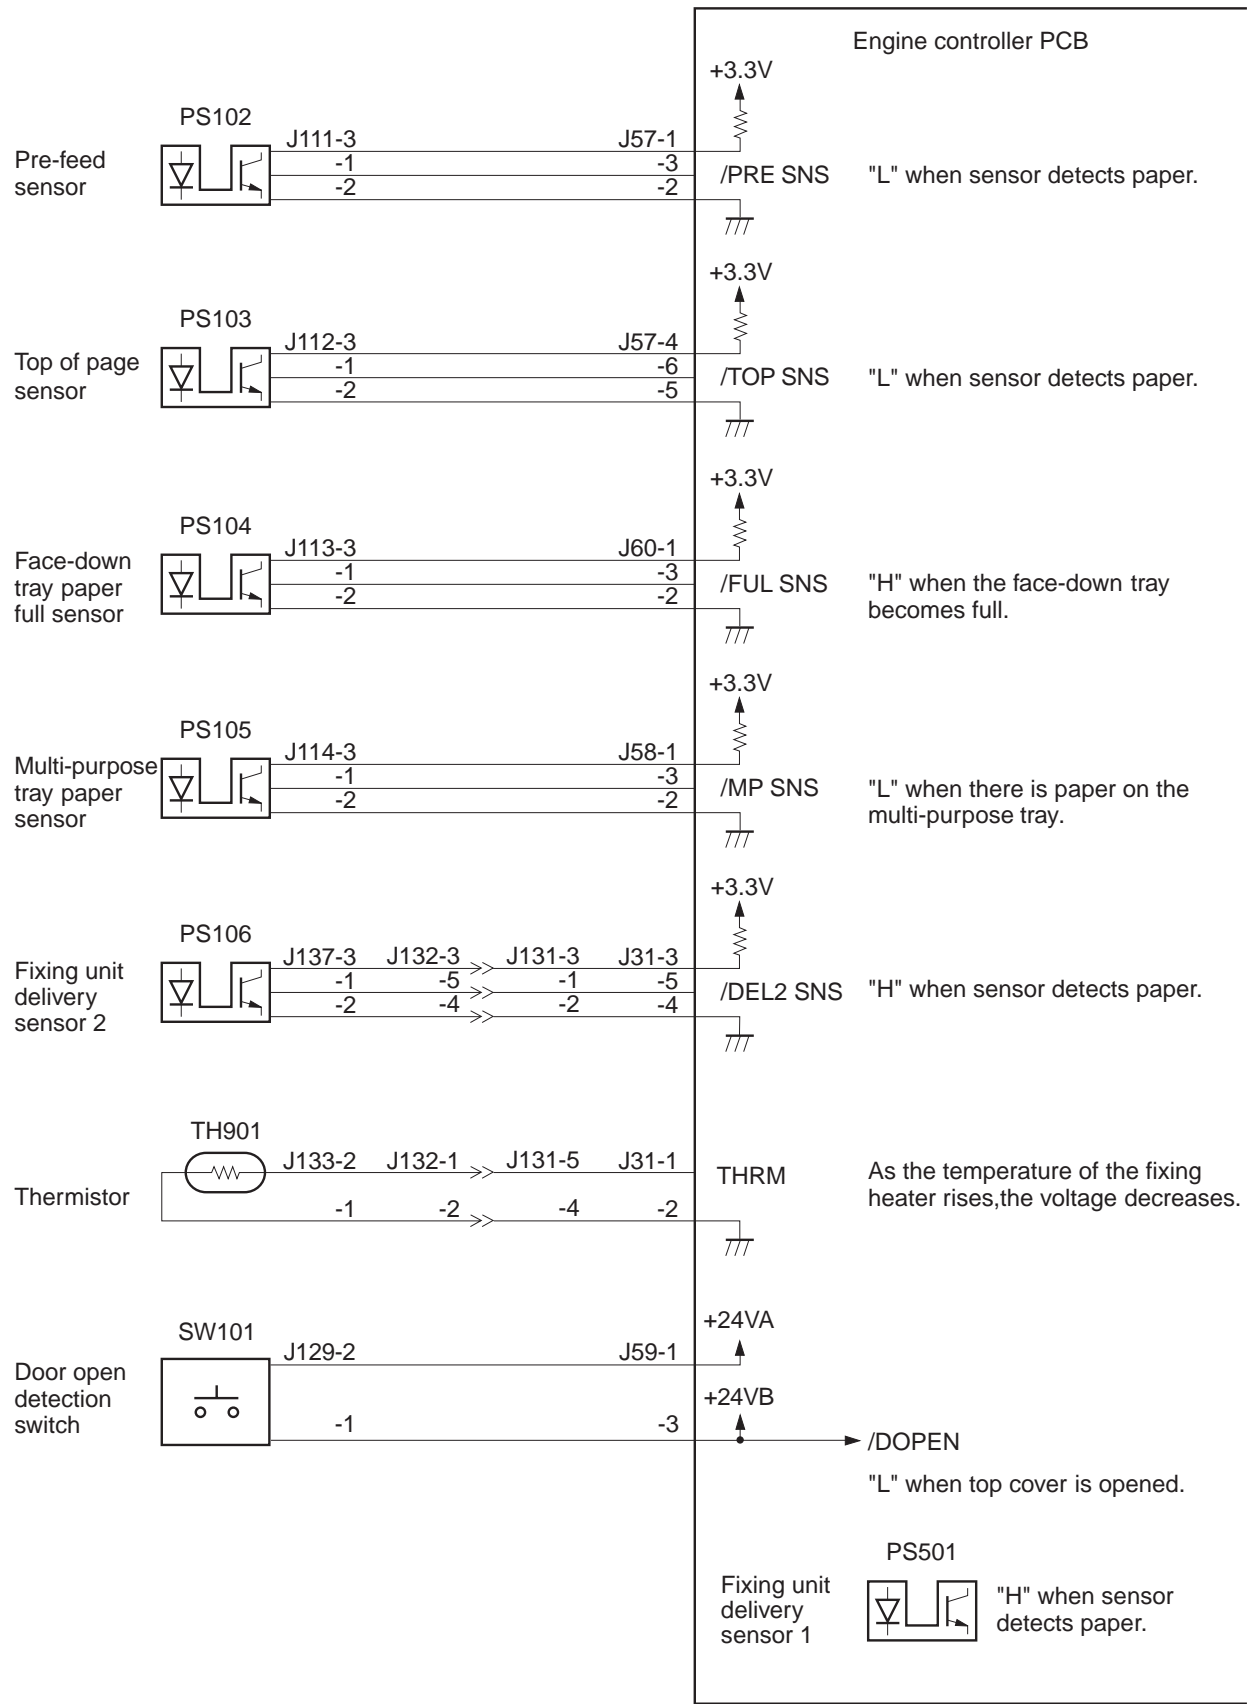 Engine controller PCB
+3.3V
PS102
J111-3 J57-1
Pre-feed
sensor
-1 -3
-2 -2
/PRE SNS "L" when sensor detects paper.
+3.3V
PS103
J112-3 J57-4
Top of page
sensor
-1 -6
-2 -5
/TOP SNS "L" when sensor detects paper.
+3.3V
PS104
J113-3 J60-1
Face-down
tray paper
full sensor
-1 -3
-2 -2
/FUL SNS "H" when the face-down tray
becomes full.
+3.3V
PS105
J114-3 J58-1
Multi-purpose
tray paper
sensor
-1 -3
-2 -2
/MP SNS "L" when there is paper on the
multi-purpose tray.
+3.3V
PS106
J137-3 J132-3 J131-3 J31-3
Fixing unit
delivery
sensor 2
-1 -5 -1 -5
-2 -4 -2 -4
/DEL2 SNS "H" when sensor detects paper.
TH901
J133-2 J132-1 J131-5 J31-1
Thermistor
-1 -2 -4 -2
THRM As the temperature of the fixing
heater rises,the voltage decreases.
+24VA
SW101
J129-2 J59-1
Door open
detection
switch
+24VB
-1 -3
/DOPEN
"L" when top cover is opened.
PS501
Fixing unit
delivery
sensor 1
"H" when sensor
detects paper.